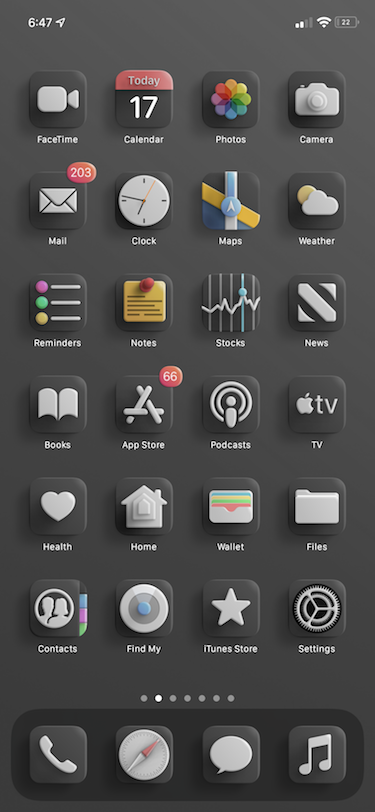 6:47
22
Today
17
FaceTime
Calendar
Photos
Camera
203
Mail
Clock
Maps
Weather
Reminders
Notes
Stocks
News
66
tv
Books
App Store
Podcasts
TV
Health
Home
Wallet
Files
Contacts
Find My
iTunes Store
Settings